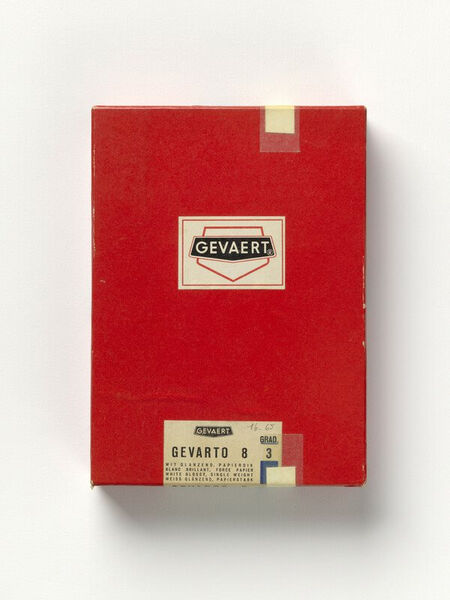 GEVAERT®
GEVAERT
GRAD.
GEVARTO 8 3
WIT GLANZEND, PAPIERDIK
BLANC BRILLANT, FORCE PAPIER
WHITE GLOSSY, SINGLE WEIGHT
WEISS GLÄNZEND, PAPIERSTARK